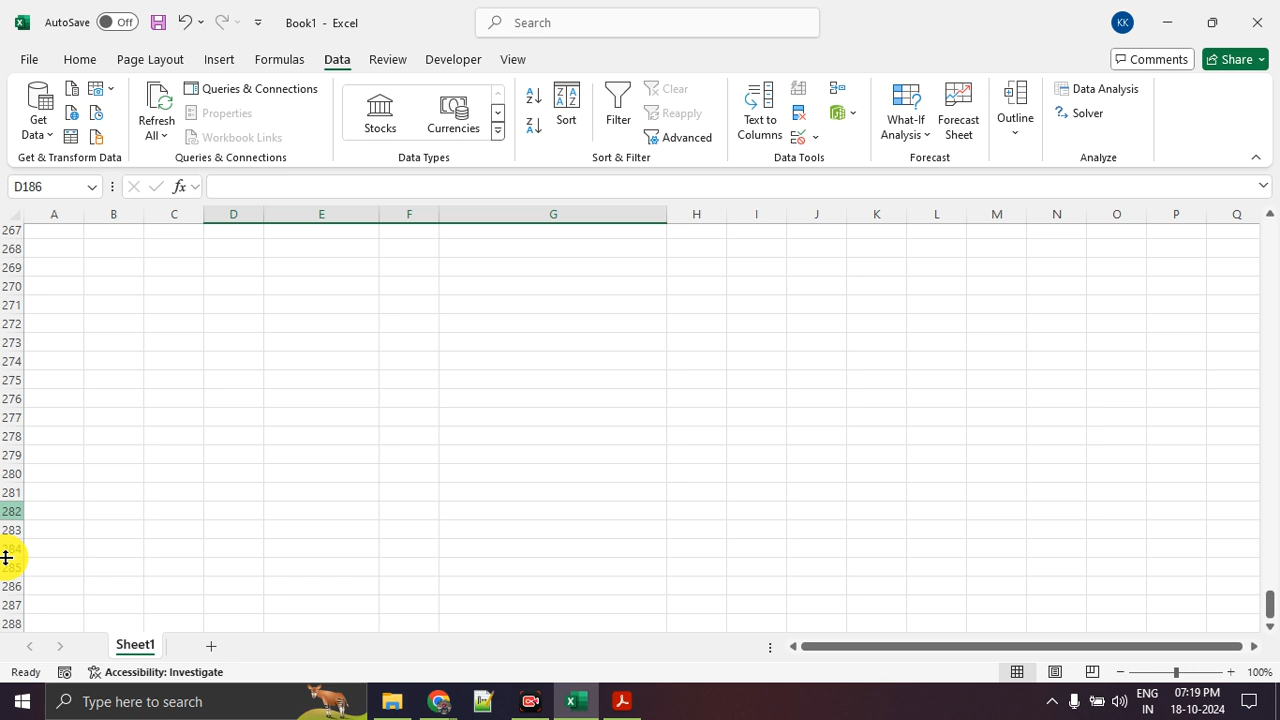 AutoSave Off Book1 - Excel Search KK
File Home Page Layout Insert Formulas Data Review Developer View Comments Share
Get Data
Get & Transform Data
Refresh All
Queries & Connections
Properties
Workbook Links
Queries & Connections
Stocks
Currencies
Data Types
Sort
Filter
Clear
Reapply
Advanced
Sort & Filter
Text to Columns
Data Tools
What-If Analysis
Forecast Sheet
Forecast
Outline
Data Analysis
Solver
Analyze
D186 fx
A B C D E F G H I J K L M N O P Q
267
268
269
270
271
272
273
274
275
276
277
278
279
280
281
282
283
284
285
286
287
288
Sheet1
Ready Accessibility: Investigate 100%
Type here to search
ENG IN
07:19 PM
18-10-2024